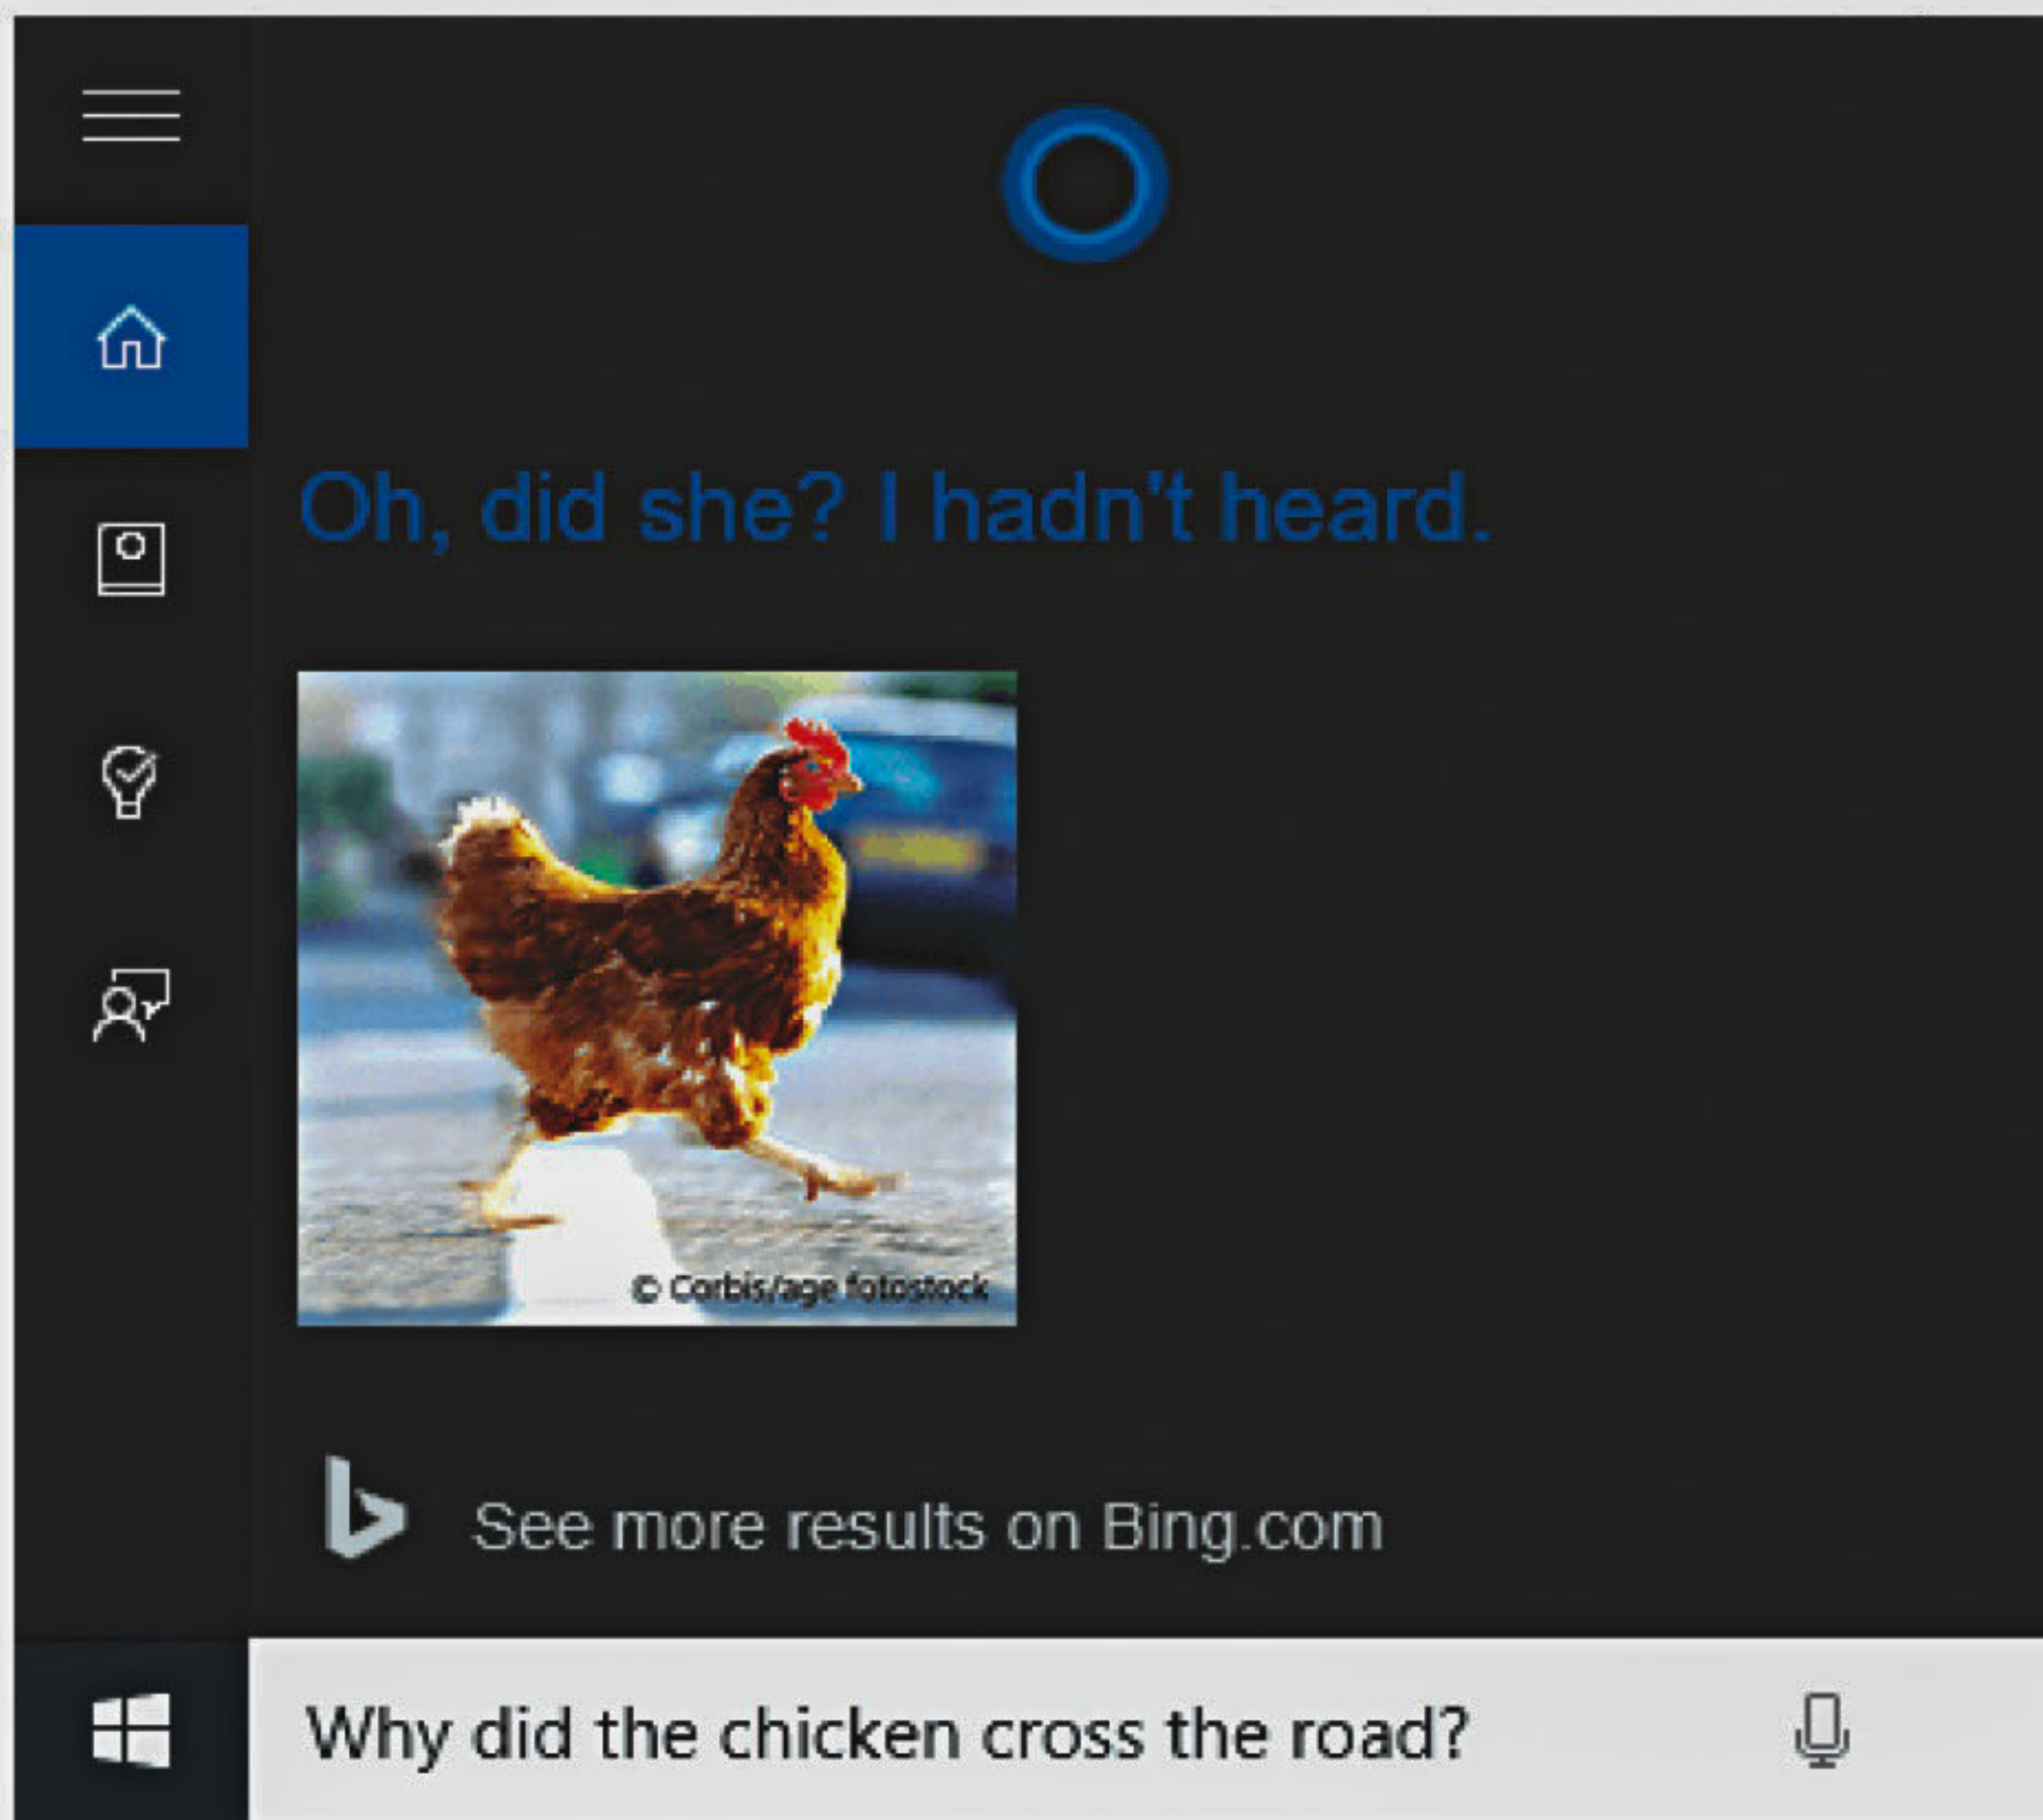 Oh, did she? I hadn't heard.
© Corbis/age fotostock
See more results on Bing.com
Why did the chicken cross the road?